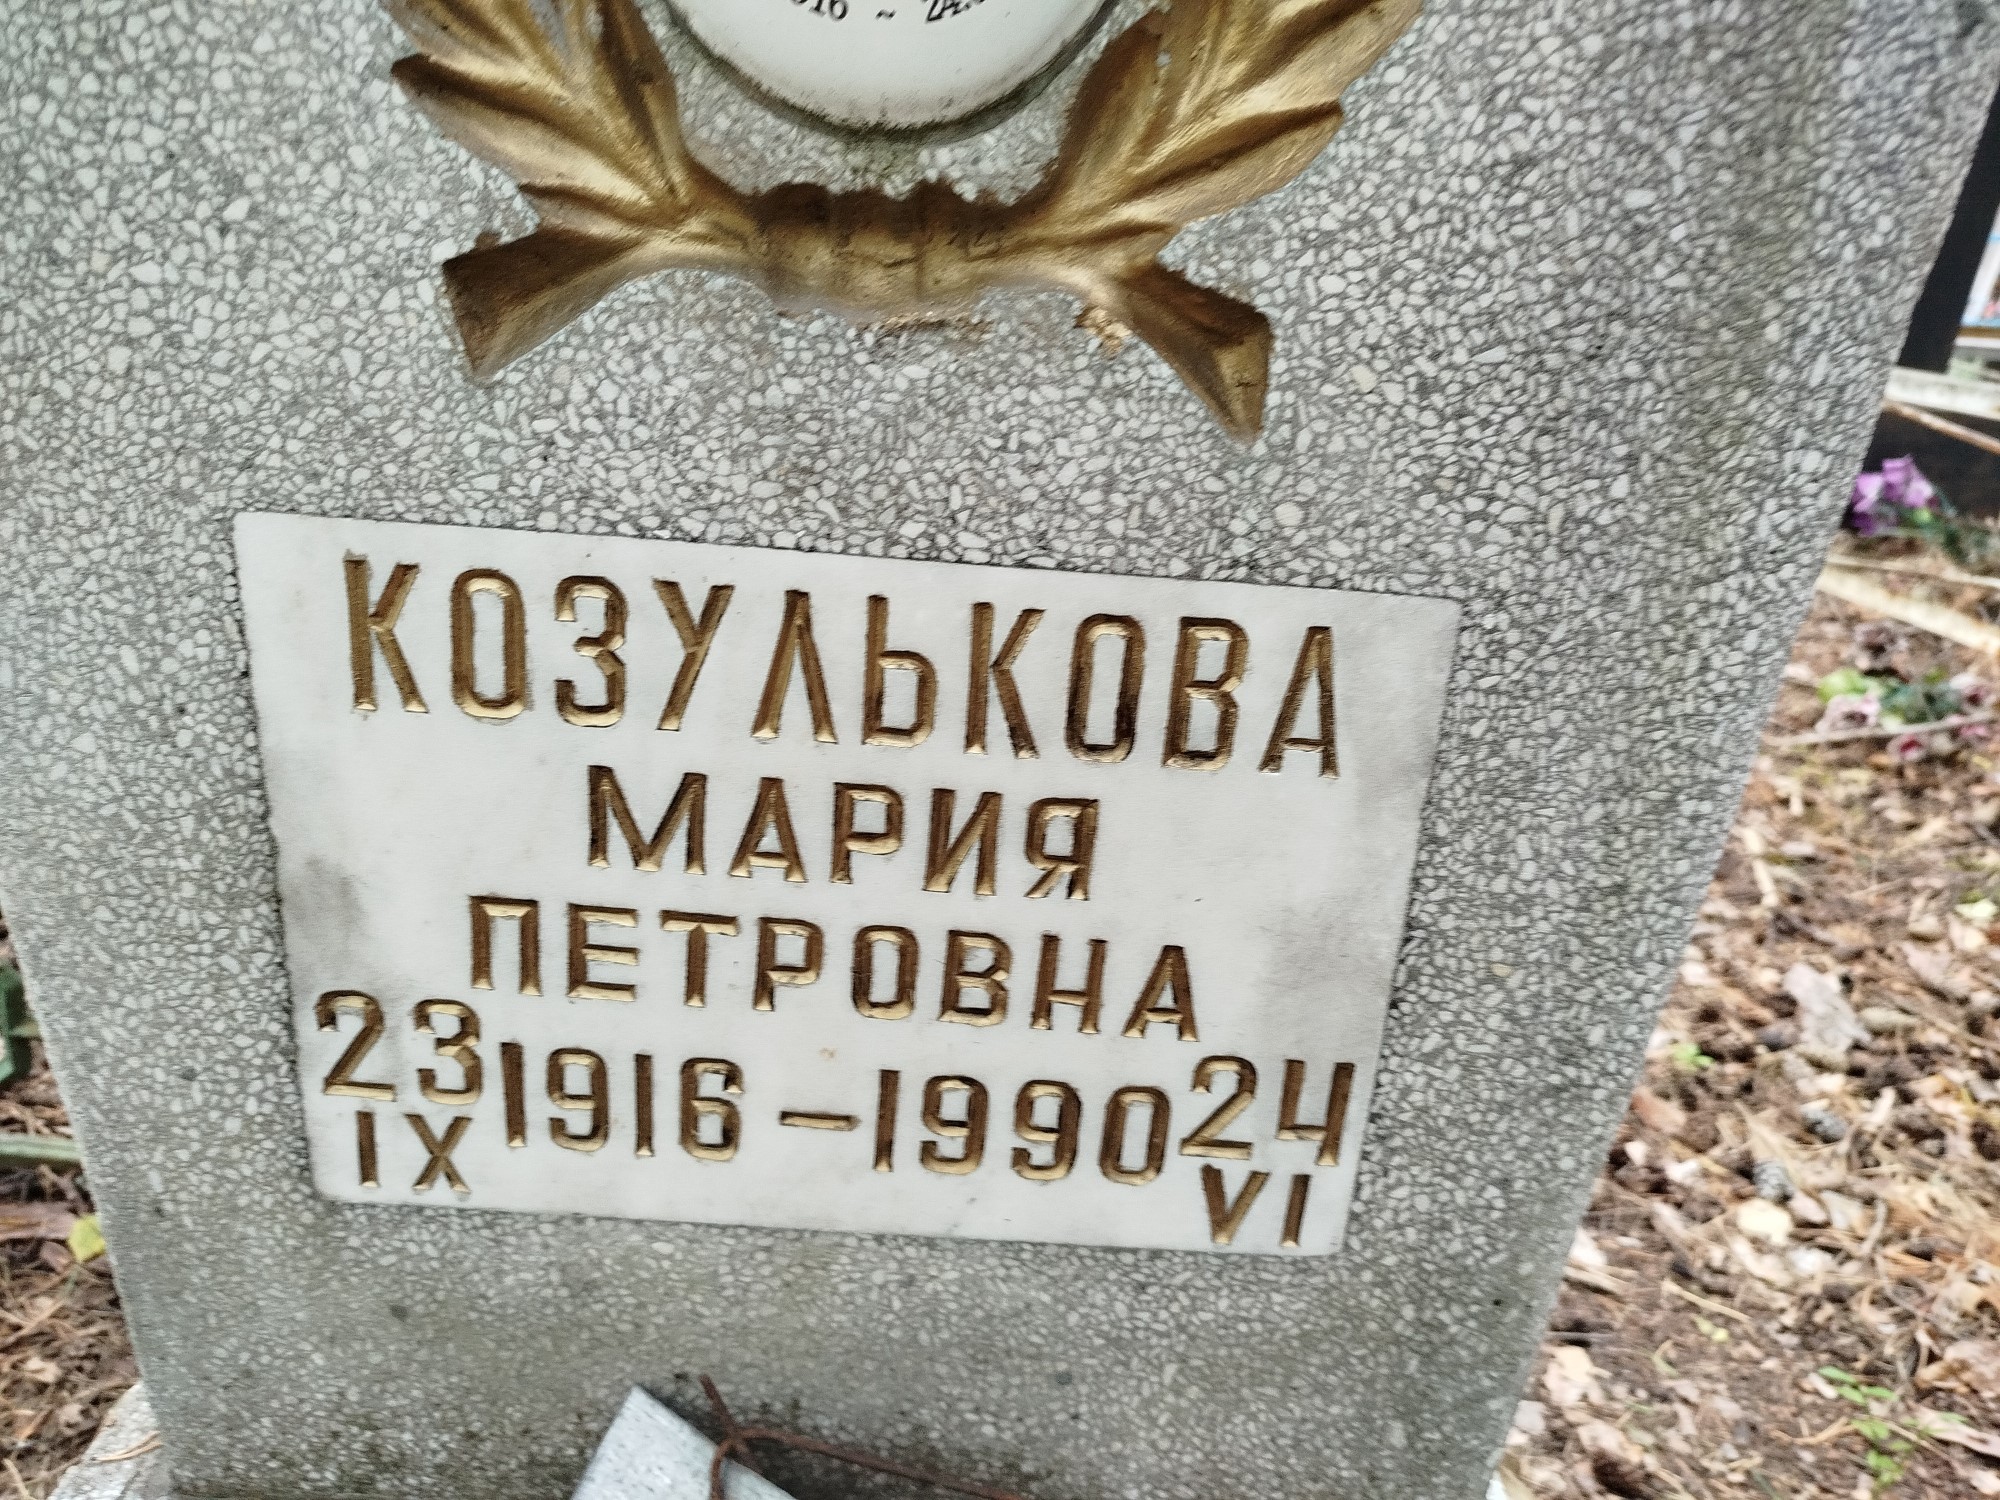 КОЗУЛЬКОВА
МАРИЯ
ПЕТРОВНА
23 IX 1916 – 1990 24 VI